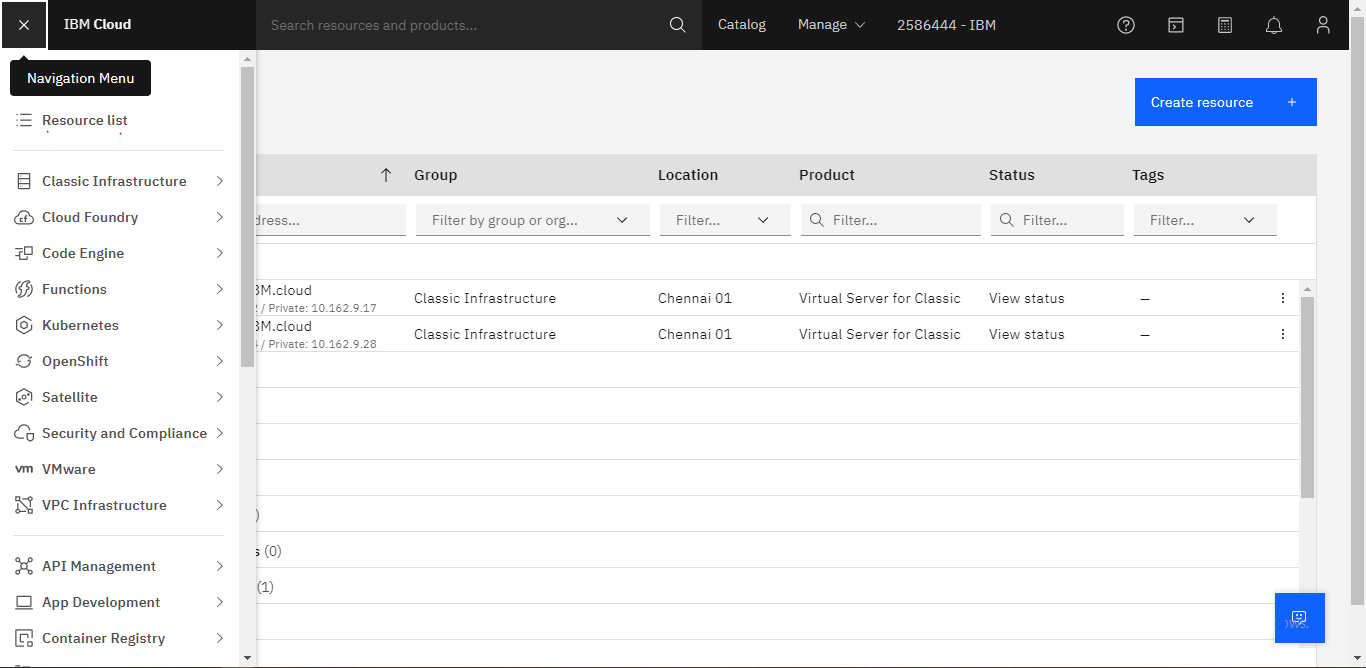 IBM Cloud
Search resources and products...
Catalog
Manage
2586444 - IBM
Navigation Menu
Resource list
Classic Infrastructure
Cloud Foundry
Code Engine
Functions
Kubernetes
OpenShift
Satellite
Security and Compliance
vm VMware
VPC Infrastructure
API Management
App Development
Container Registry
Create resource +
Group Location Product Status Tags
dress... Filter by group or org... Filter... Filter... Filter... Filter...
BM.cloud
/ Private: 10.162.9.17
Classic Infrastructure Chennai 01 Virtual Server for Classic View status –
BM.cloud
/ Private: 10.162.9.28
Classic Infrastructure Chennai 01 Virtual Server for Classic View status –
)
s (0)
(1)